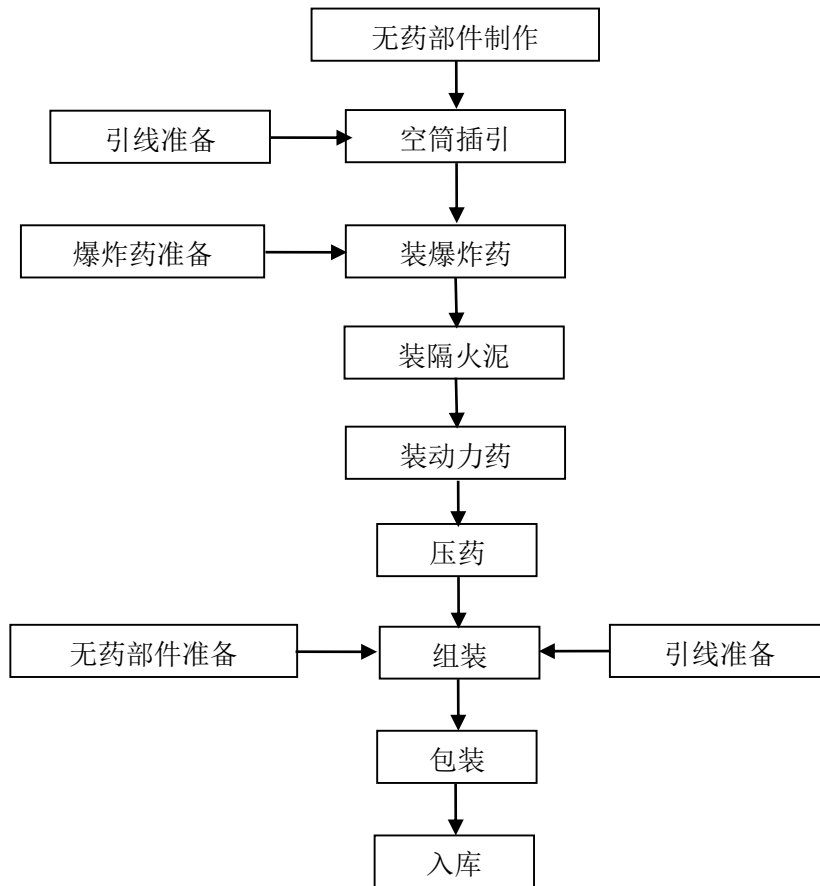 无药部件制作
引线准备
空筒插引
爆炸药准备
装爆炸药
装隔火泥
装动力药
压药
无药部件准备
组装
引线准备
包装
入库